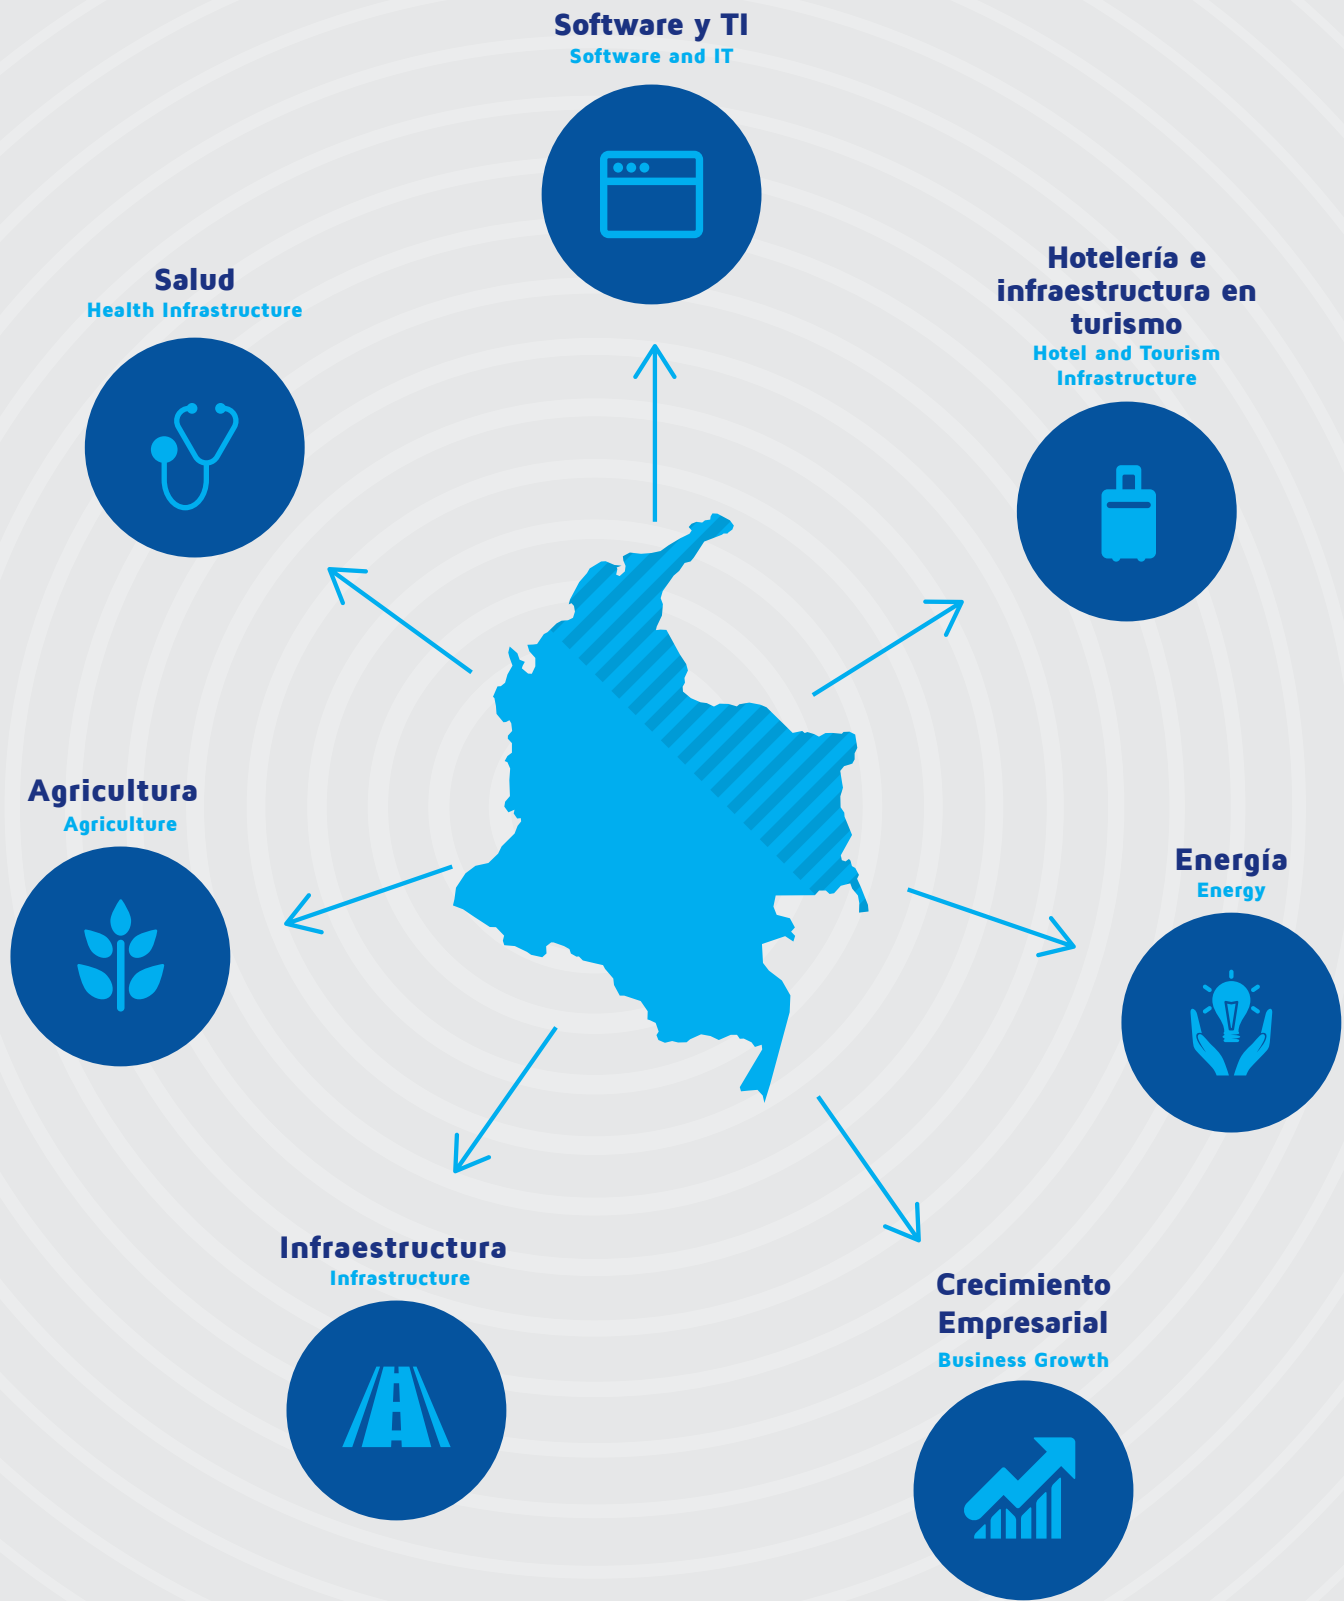 Software y TI
Software and IT
Salud
Health Infrastructure
Hotelería e
infraestructura en
turismo
Hotel and Tourism
Infrastructure
Agricultura
Agriculture
Energía
Energy
Infraestructura
Infrastructure
Crecimiento
Empresarial
Business Growth